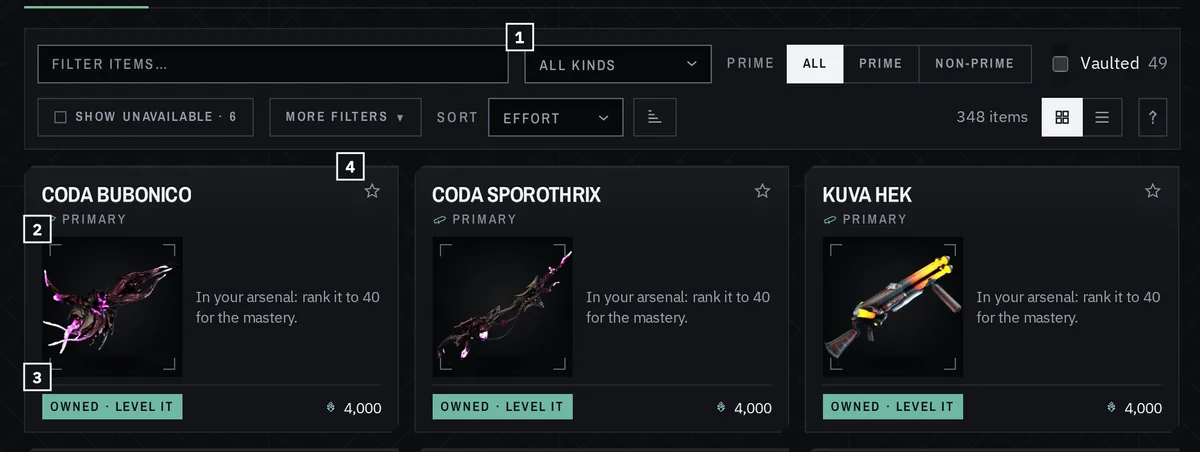 1
FILTER ITEMS...
ALL KINDS
PRIME
ALL
PRIME
NON-PRIME
Vaulted 49
SHOW UNAVAILABLE · 6
MORE FILTERS ▾
SORT
EFFORT
348 items
?
4
CODA BUBONICO
2
PRIMARY
In your arsenal: rank it to 40
for the mastery.
3
OWNED · LEVEL IT
4,000
CODA SPOROTHRIX
PRIMARY
In your arsenal: rank it to 40
for the mastery.
OWNED · LEVEL IT
4,000
KUVA HEK
PRIMARY
In your arsenal: rank it to 40
for the mastery.
OWNED · LEVEL IT
4,000